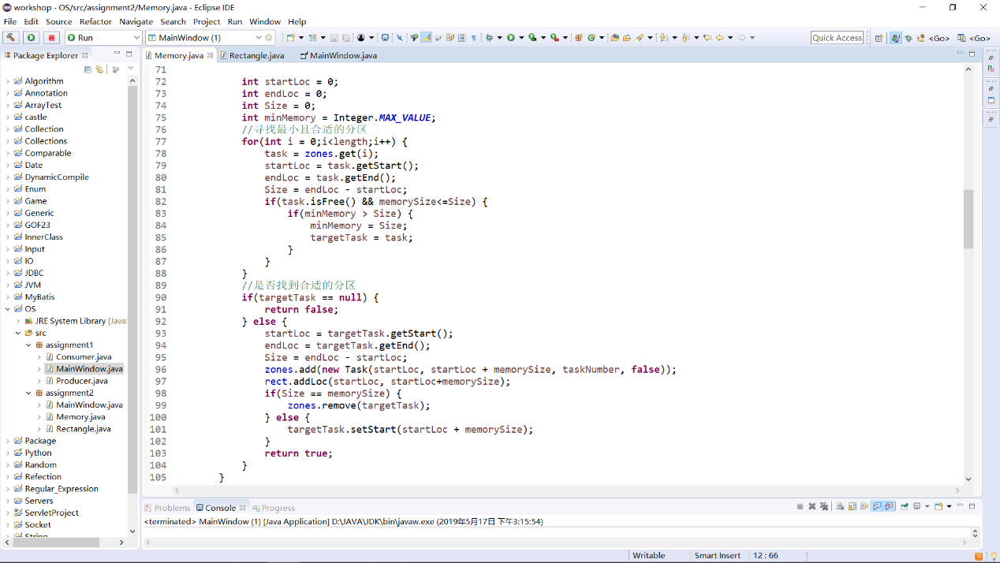 workshop - OS/src/assignment2/Memory.java - Eclipse IDE
File Edit Source Refactor Navigate Search Project Run Window Help
Run MainWindow (1) Quick Access <Go> <Go>
Package Explorer
Memory.java Rectangle.java MainWindow.java
Algorithm
Annotation
ArrayTest
castle
Collection
Collections
Comparable
Date
DynamicCompile
Enum
Game
Generic
GOF23
InnerClass
Input
IO
JDBC
JVM
MyBatis
OS
JRE System Library [Java
src
assignment1
Consumer.java
MainWindow.java
Producer.java
assignment2
MainWindow.java
Memory.java
Rectangle.java
Package
Python
Random
Refection
Regular_Expression
Servers
ServletProject
Socket
String
71
72 int startLoc = 0;
73 int endLoc = 0;
74 int Size = 0;
75 int minMemory = Integer.MAX_VALUE;
76 //寻找最小且合适的分区
77 for(int i = 0;i<length;i++) {
78 task = zones.get(i);
79 startLoc = task.getStart();
80 endLoc = task.getEnd();
81 Size = endLoc - startLoc;
82 if(task.isFree() && memorySize<=Size) {
83 if(minMemory > Size) {
84 minMemory = Size;
85 targetTask = task;
86 }
87 }
88 }
89 //是否找到合适的分区
90 if(targetTask == null) {
91 return false;
92 } else {
93 startLoc = targetTask.getStart();
94 endLoc = targetTask.getEnd();
95 Size = endLoc - startLoc;
96 zones.add(new Task(startLoc, startLoc + memorySize, taskNumber, false));
97 rect.addLoc(startLoc, startLoc+memorySize);
98 if(Size == memorySize) {
99 zones.remove(targetTask);
100 } else {
101 targetTask.setStart(startLoc + memorySize);
102 }
103 return true;
104 }
105 }
Problems Console Progress
<terminated> MainWindow (1) [Java Application] D:\JAVA\JDK\bin\javaw.exe (2019年5月17日 下午3:15:54)
Writable Smart Insert 12 : 66